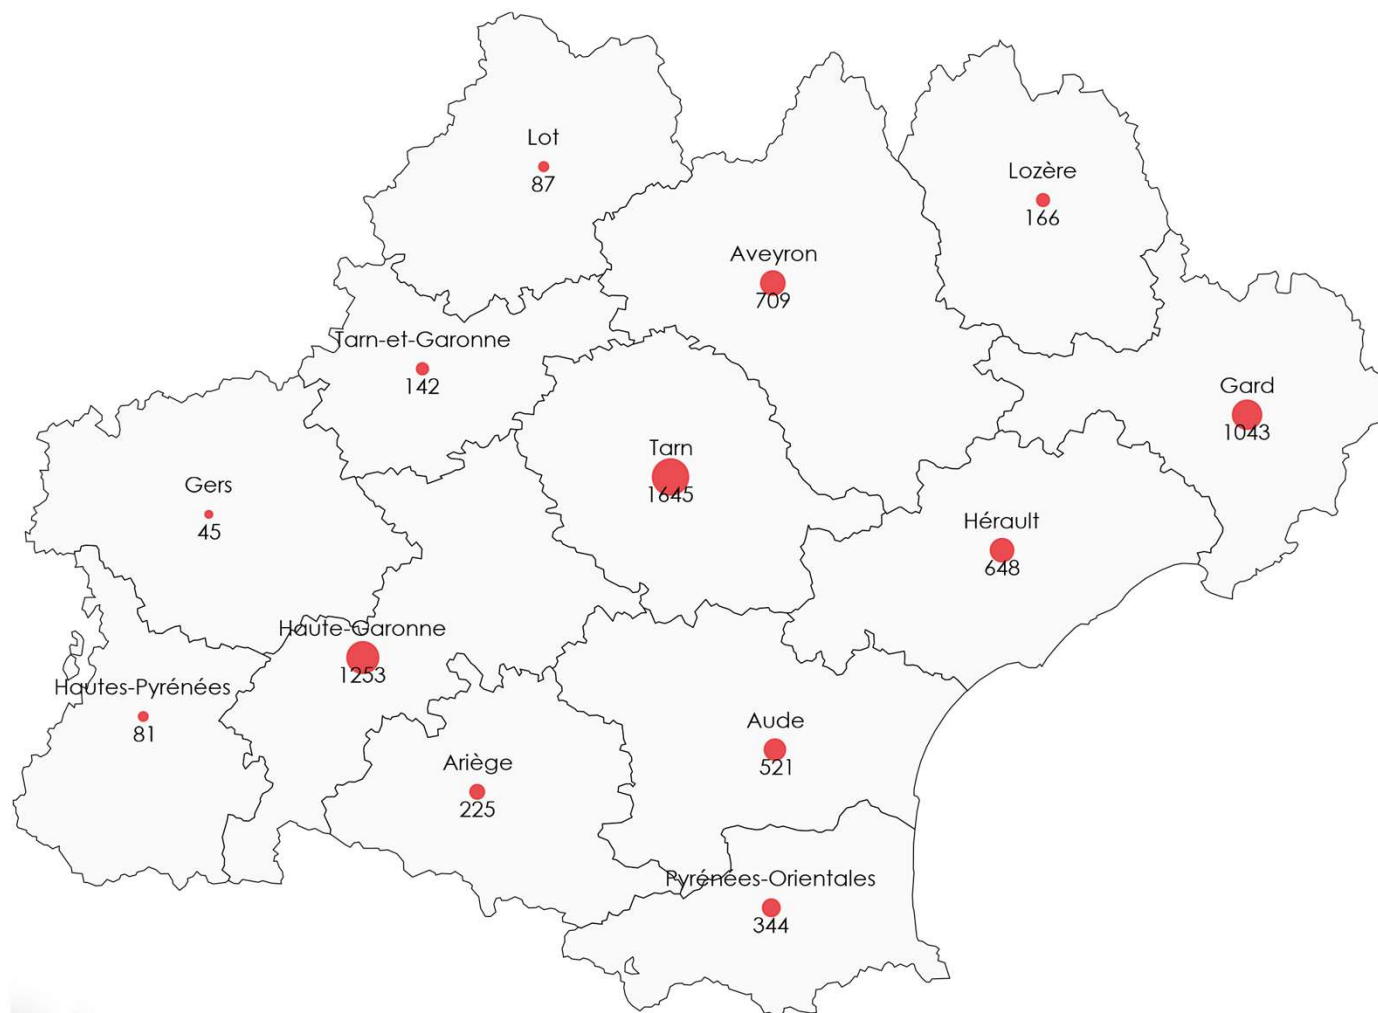 Lot
87
Lozère
166
Aveyron
709
Tarn-et-Garonne
142
Gard
1043
Tarn
1645
Gers
45
Hérault
648
Haute-Garonne
1253
Hautes-Pyrénées
81
Aude
521
Ariège
225
Pyrénées-Orientales
344